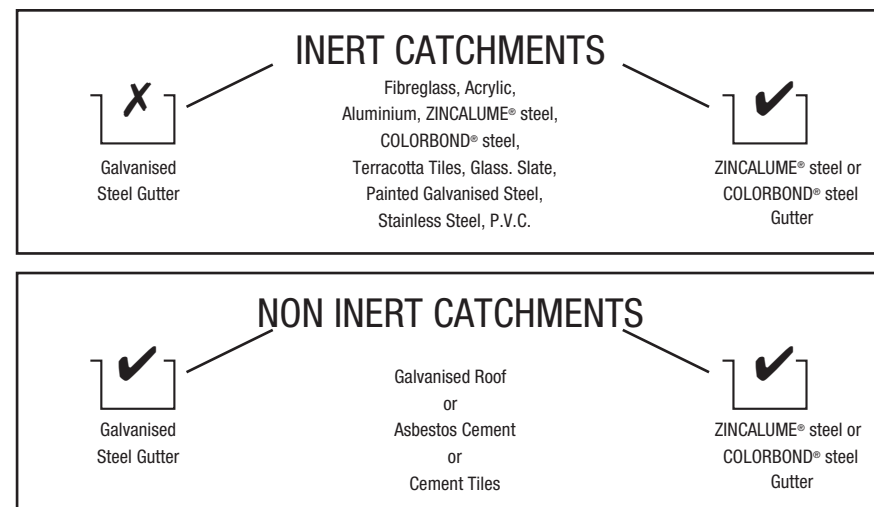 INERT CATCHMENTS
Fibreglass, Acrylic,
Aluminium, ZINCALUME® steel,
COLORBOND® steel,
Terracotta Tiles, Glass. Slate,
Painted Galvanised Steel,
Stainless Steel, P.V.C.
✗
Galvanised
Steel Gutter
✔
ZINCALUME® steel or
COLORBOND® steel
Gutter
NON INERT CATCHMENTS
✔
Galvanised
Steel Gutter
Galvanised Roof
or
Asbestos Cement
or
Cement Tiles
✔
ZINCALUME® steel or
COLORBOND® steel
Gutter